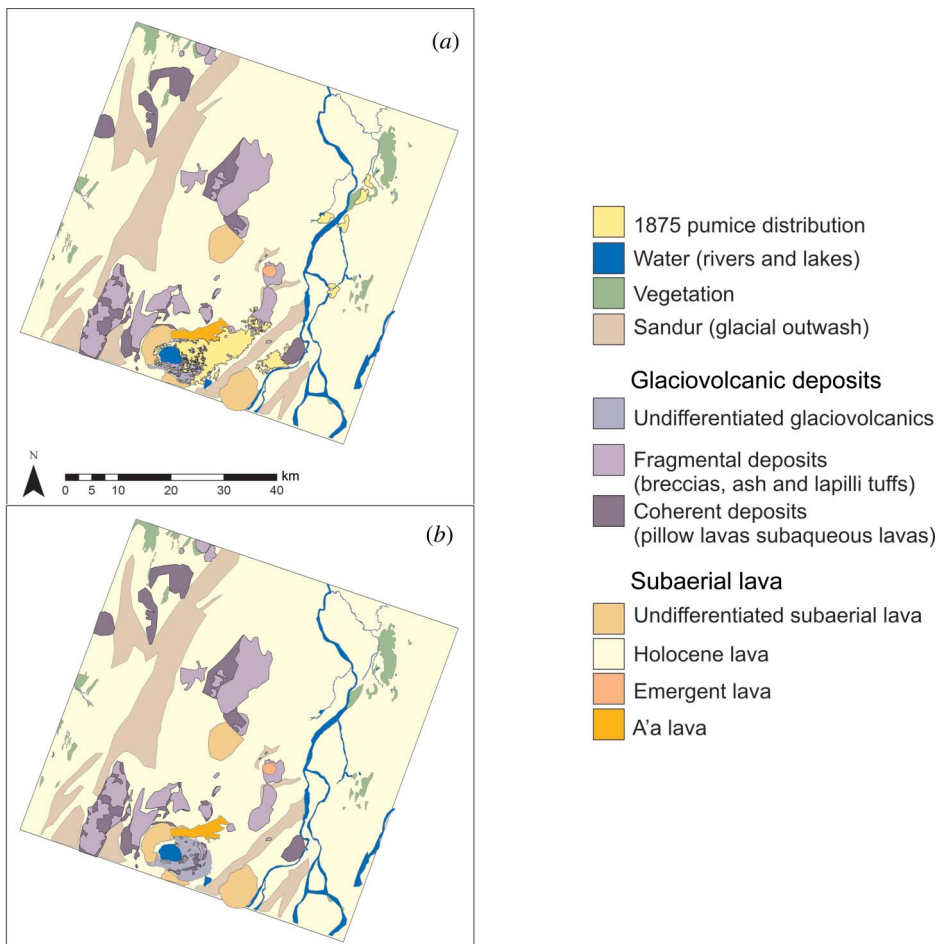 (a)
N
km
0 5 10 20 30 40
(b)
1875 pumice distribution
Water (rivers and lakes)
Vegetation
Sandur (glacial outwash)
Glaciovolcanic deposits
Undifferentiated glaciovolcanics
Fragmental deposits
(breccias, ash and lapilli tuffs)
Coherent deposits
(pillow lavas subaqueous lavas)
Subaerial lava
Undifferentiated subaerial lava
Holocene lava
Emergent lava
A'a lava